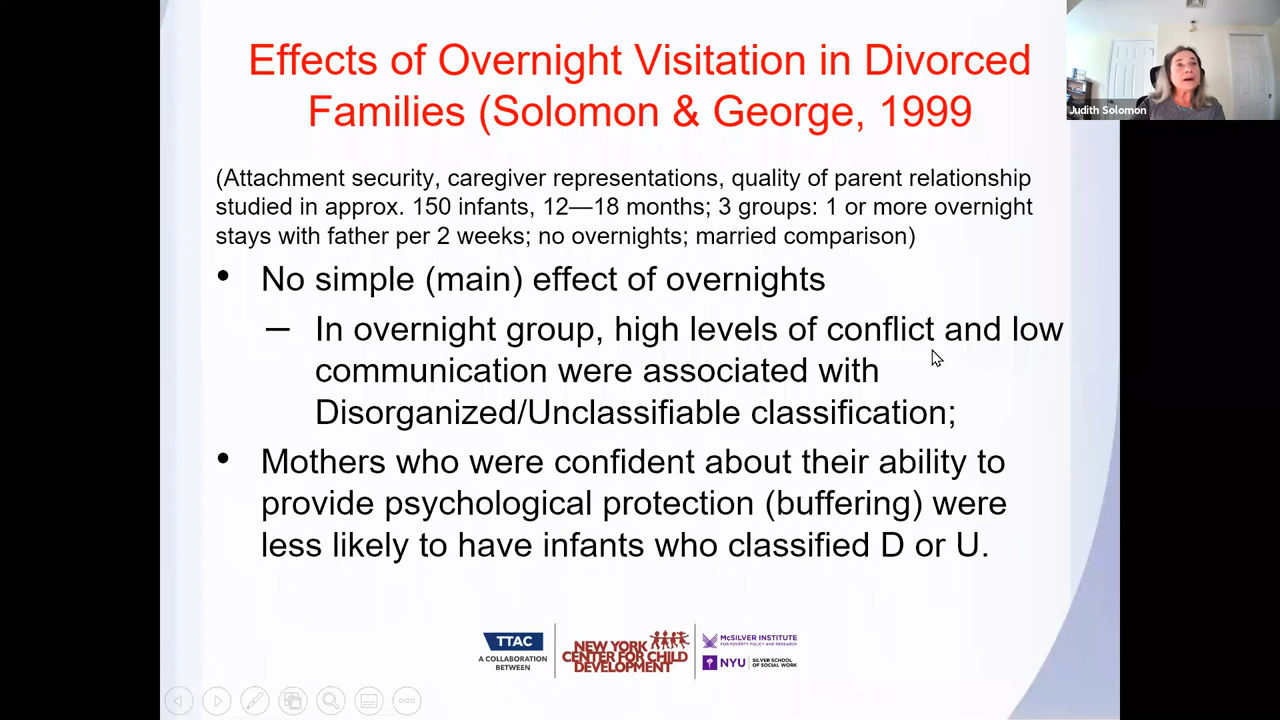 Effects of Overnight Visitation in Divorced
Families (Solomon & George, 1999
Judith Solomon
(Attachment security, caregiver representations, quality of parent relationship
studied in approx. 150 infants, 12—18 months; 3 groups: 1 or more overnight
stays with father per 2 weeks; no overnights; married comparison)
• No simple (main) effect of overnights
– In overnight group, high levels of conflict and low
communication were associated with
Disorganized/Unclassifiable classification;
• Mothers who were confident about their ability to
provide psychological protection (buffering) were
less likely to have infants who classified D or U.
TTAC
A COLLABORATION
BETWEEN
NEW YORK
CENTER FOR CHILD
DEVELOPMENT
McSILVER INSTITUTE
FOR POVERTY POLICY AND RESEARCH
NYU SILVER SCHOOL
OF SOCIAL WORK